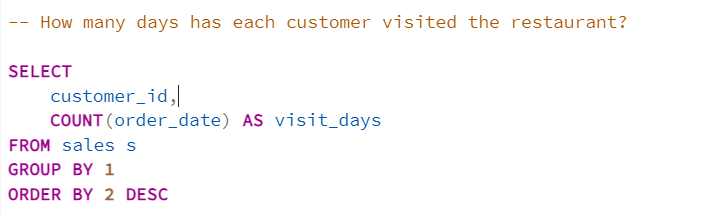 -- How many days has each customer visited the restaurant?
SELECT
customer_id,
COUNT(order_date) AS visit_days
FROM sales s
GROUP BY 1
ORDER BY 2 DESC